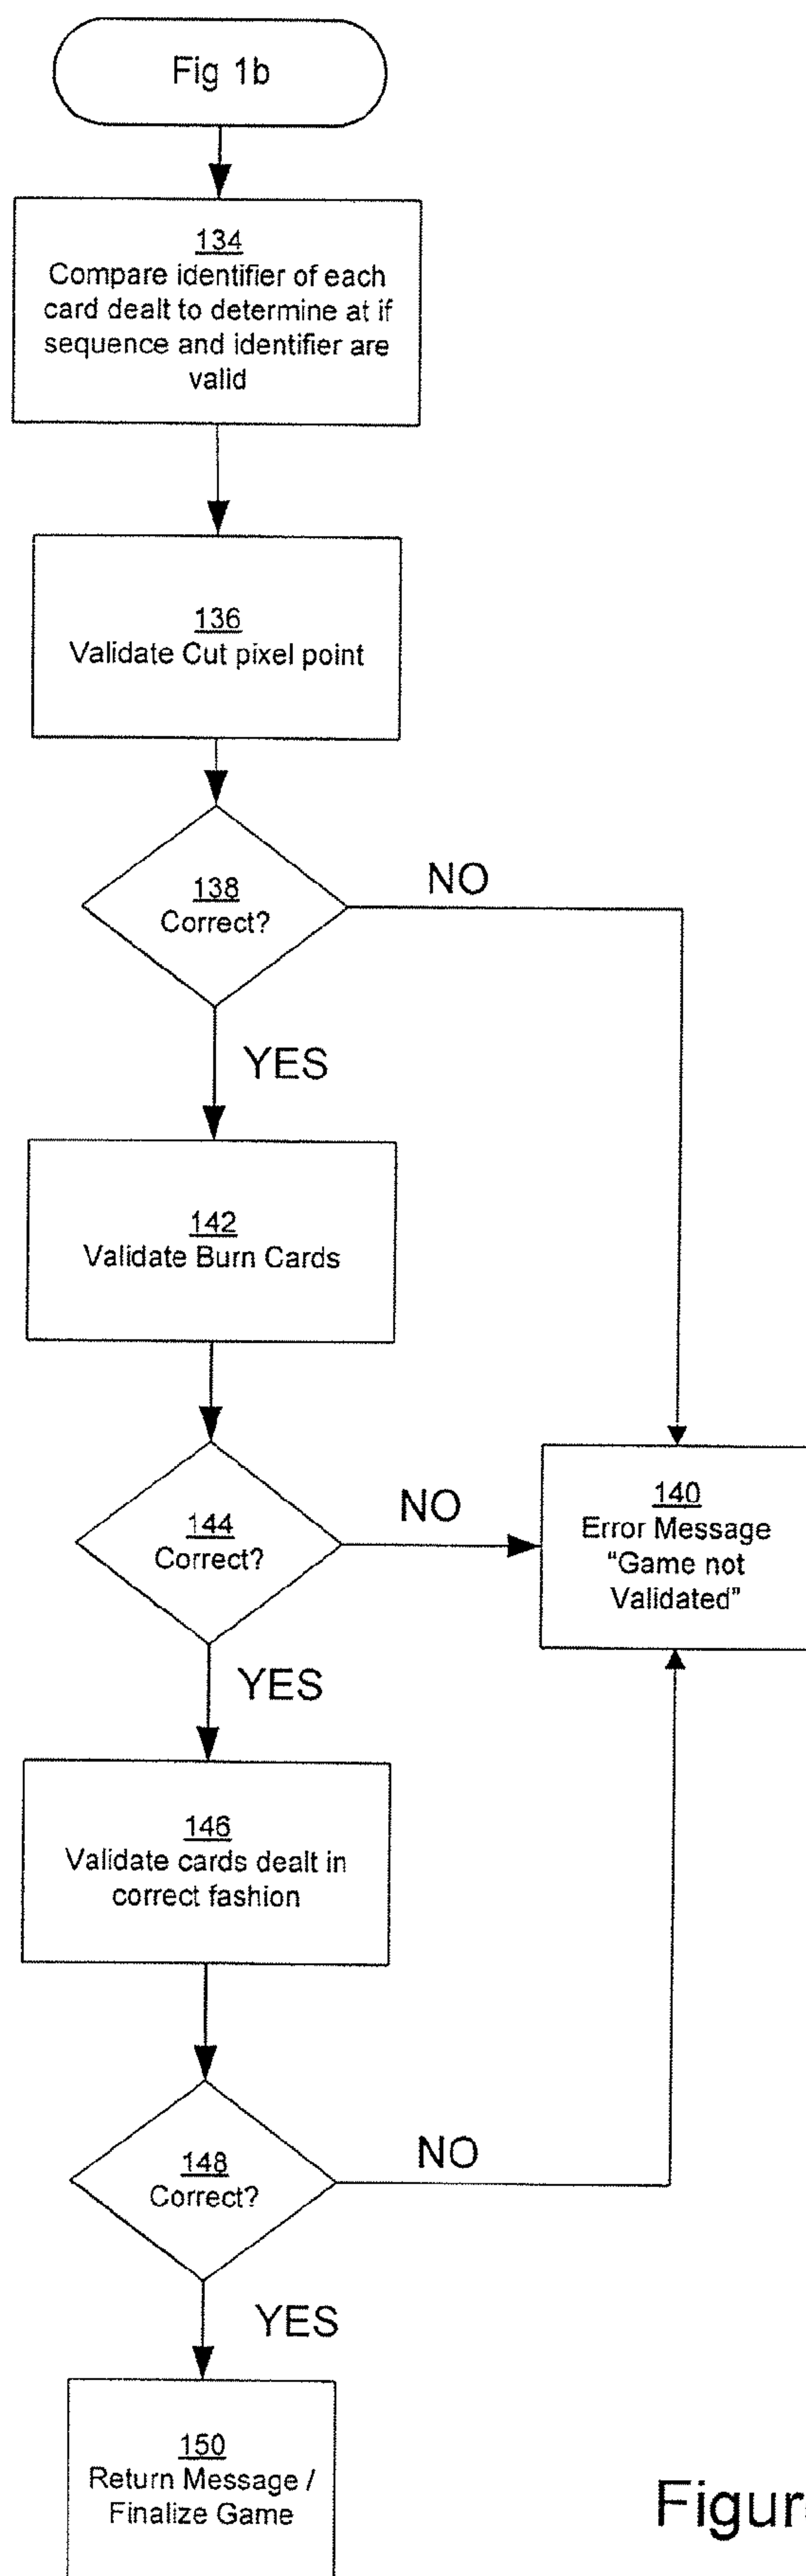 Fig 1b
134
Compare identifier of each
card dealt to determine at if
sequence and identifier are
valid
136
Validate Cut pixel point
138
Correct?
NO
YES
142
Validate Burn Cards
144
Correct?
NO
140
Error Message
“Game not
Validated”
YES
146
Validate cards dealt in
correct fashion
148
Correct?
NO
YES
150
Return Message /
Finalize Game